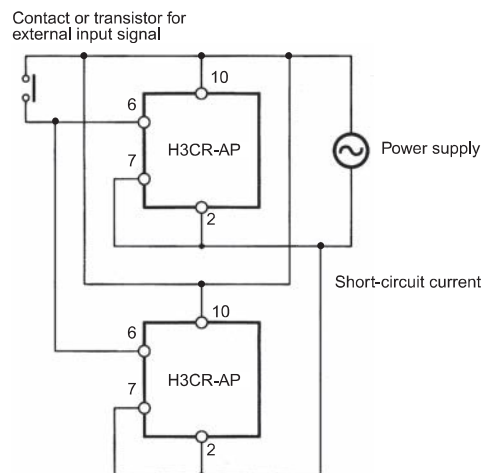 Contact or transistor for
external input signal
10
6
H3CR-AP
Power supply
7
2
Short-circuit current
10
6
H3CR-AP
7
2